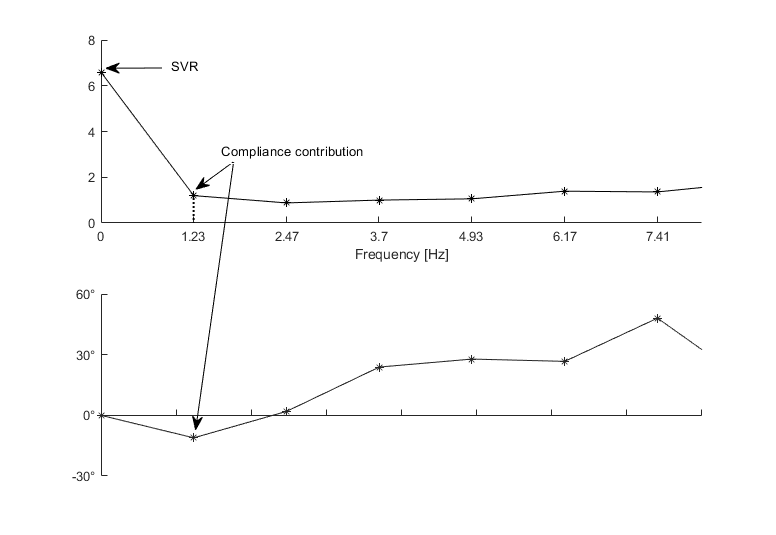 8
SVR
6
4
Compliance contribution
2
0
0 1.23 2.47 3.7 4.93 6.17 7.41
Frequency [Hz]
60°
30°
0°
-30°